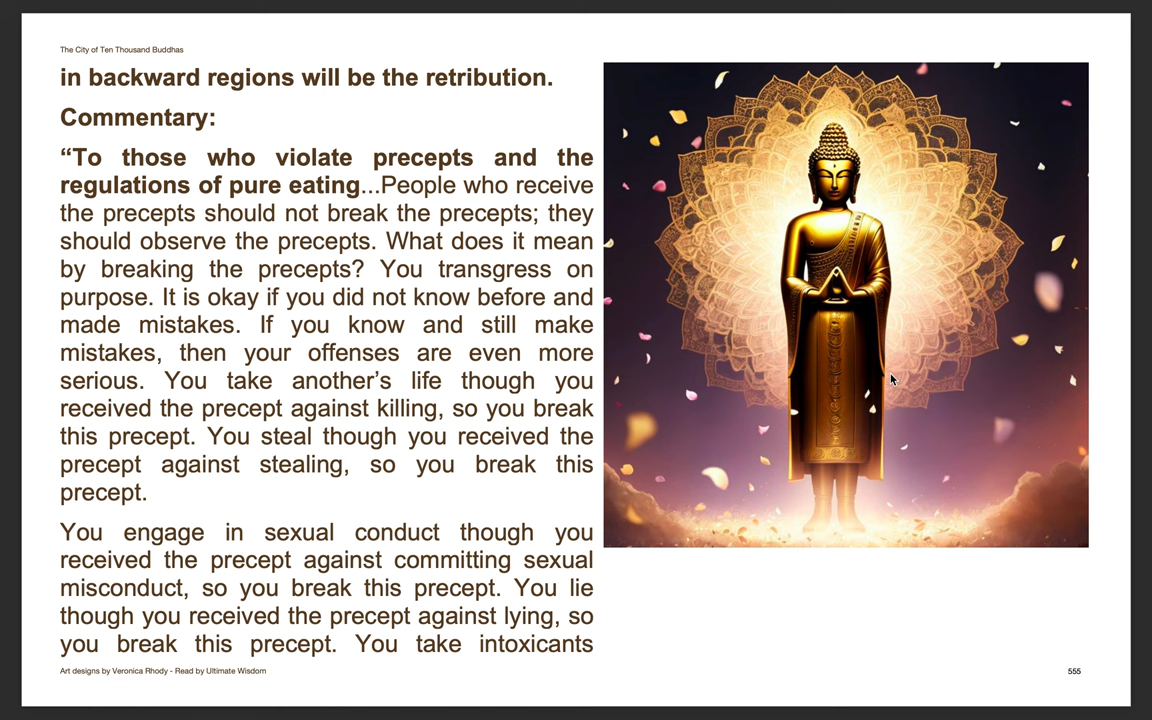 The City of Ten Thousand Buddhas
in backward regions will be the retribution.
Commentary:
“To those who violate precepts and the
regulations of pure eating...People who receive
the precepts should not break the precepts; they
should observe the precepts. What does it mean
by breaking the precepts? You transgress on
purpose. It is okay if you did not know before and
made mistakes. If you know and still make
mistakes, then your offenses are even more
serious. You take another’s life though you
received the precept against killing, so you break
this precept. You steal though you received the
precept against stealing, so you break this
precept.
You engage in sexual conduct though you
received the precept against committing sexual
misconduct, so you break this precept. You lie
though you received the precept against lying, so
you break this precept. You take intoxicants
Art designs by Veronica Rhody - Read by Ultimate Wisdom
555